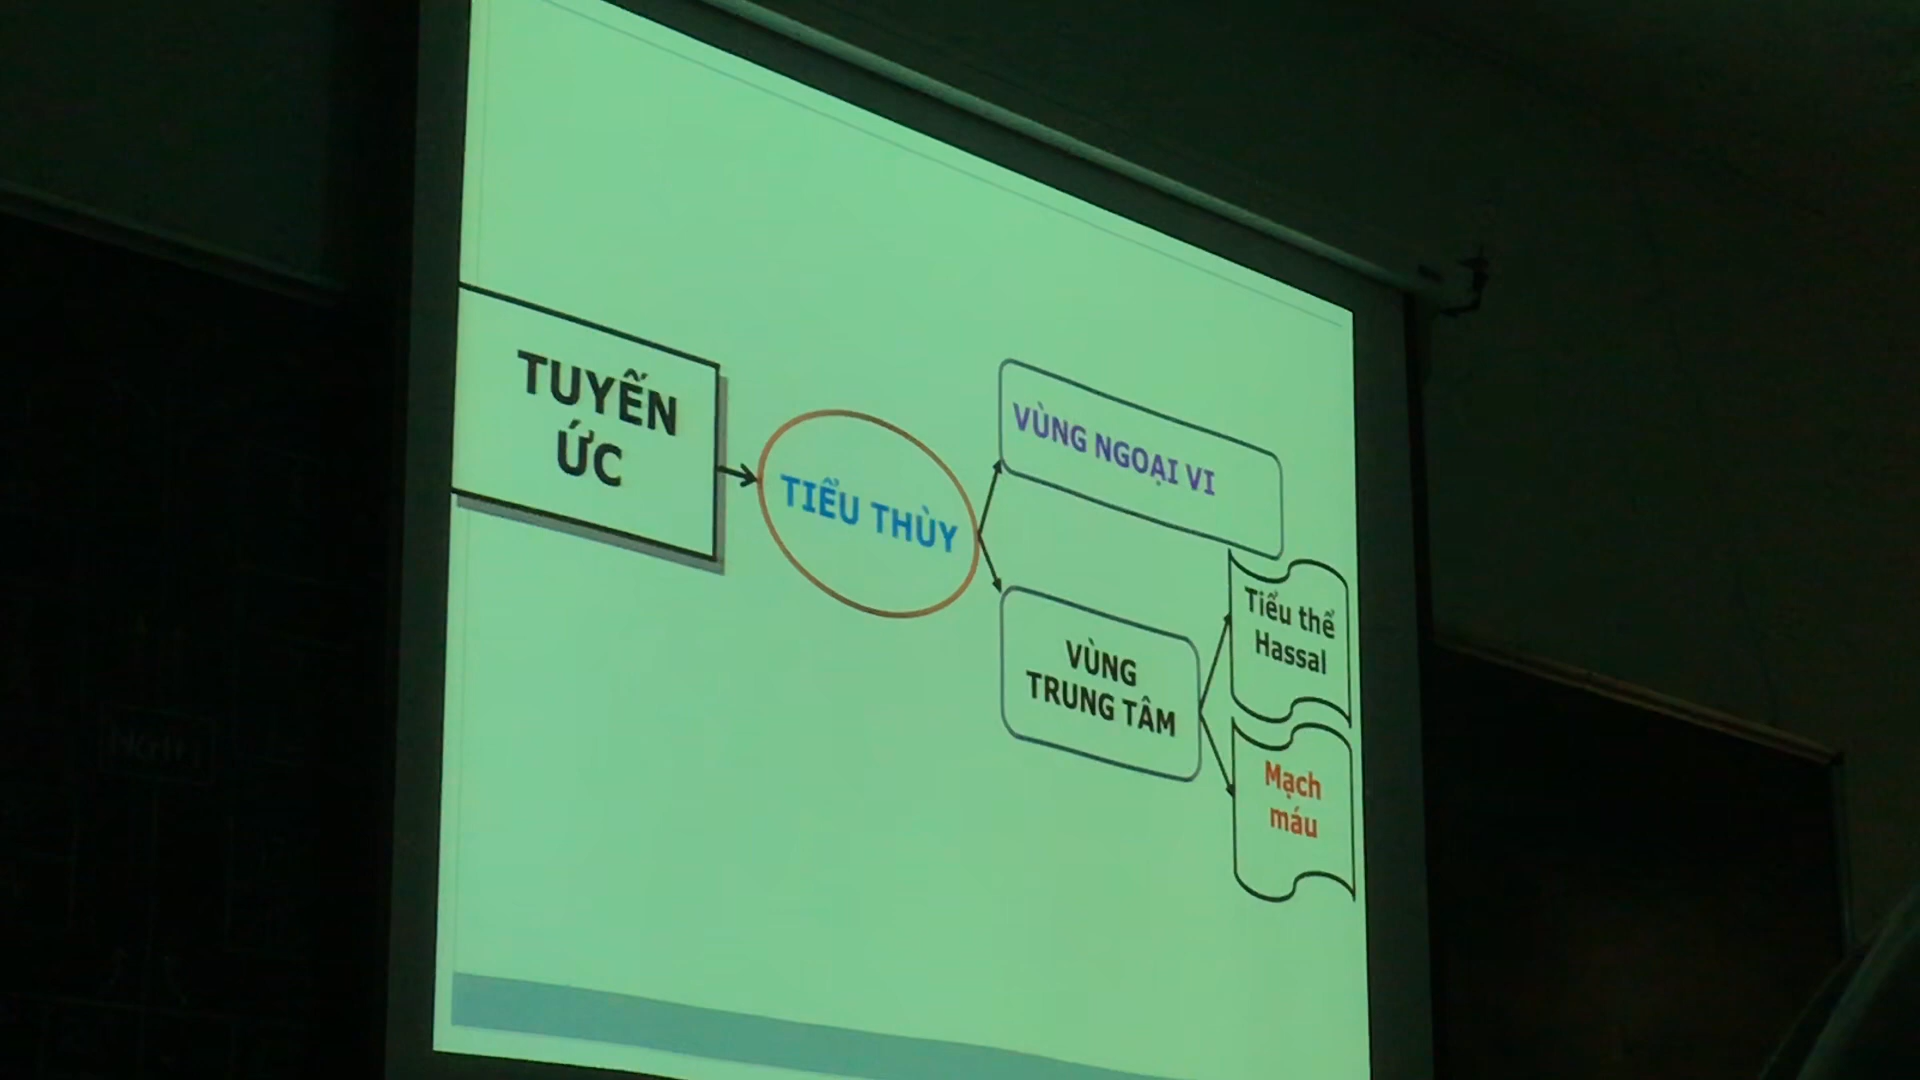 TUYẾN
ỨC
TIỂU THÙY
VÙNG NGOẠI VI
VÙNG
TRUNG TÂM
Tiểu thể
Hassal
Mạch
máu